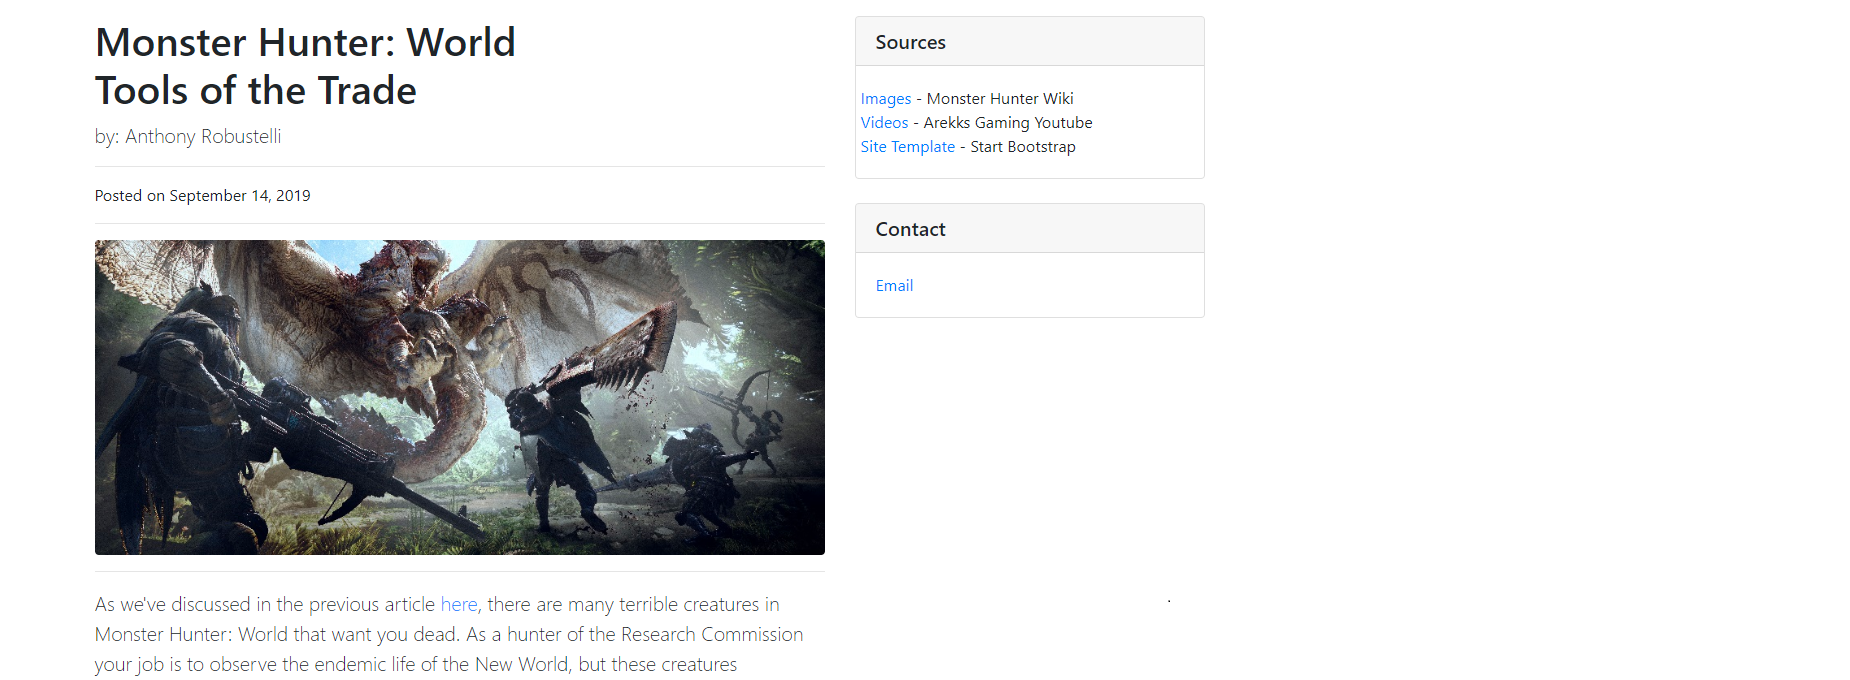 Monster Hunter: World
Tools of the Trade
by: Anthony Robustelli
Posted on September 14, 2019
As we've discussed in the previous article here, there are many terrible creatures in
Monster Hunter: World that want you dead. As a hunter of the Research Commission
your job is to observe the endemic life of the New World, but these creatures
Sources
Images - Monster Hunter Wiki
Videos - Arekks Gaming Youtube
Site Template - Start Bootstrap
Contact
Email
.